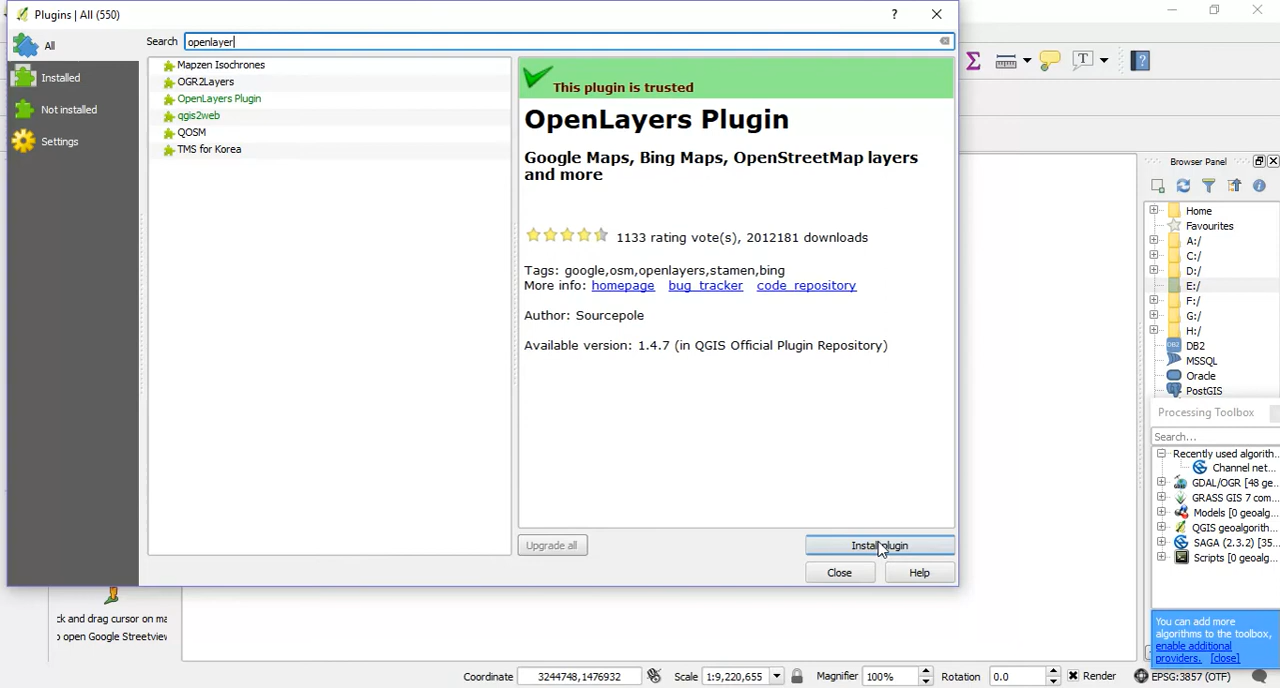 Plugins | All (550)
?
All
Search openlayer
Installed
Not installed
Settings
Mapzen Isochrones
OGR2Layers
OpenLayers Plugin
qgis2web
QOSM
TMS for Korea
This plugin is trusted
OpenLayers Plugin
Google Maps, Bing Maps, OpenStreetMap layers
and more
1133 rating vote(s), 2012181 downloads
Tags: google,osm,openlayers,stamen,bing
More info: homepage bug_tracker code_repository
Author: Sourcepole
Available version: 1.4.7 (in QGIS Official Plugin Repository)
Upgrade all
Install plugin
Close
Help
Browser Panel
Home
Favourites
A:/
C:/
D:/
E:/
F:/
G:/
H:/
DB2 DB2
MSSQL
Oracle
PostGIS
Processing Toolbox
Search...
Recently used algorith...
Channel net...
GDAL/OGR [48 ge...
GRASS GIS 7 com...
Models [0 geoalg...
QGIS geoalgorith...
SAGA (2.3.2) [35...
Scripts [0 geoalg...
You can add more
algorithms to the toolbox,
enable additional
providers. [close]
ck and drag cursor on ma
o open Google Streetview
Coordinate 3244748,1476932 Scale 1:9,220,655 Magnifier 100% Rotation 0.0 Render EPSG:3857 (OTF)